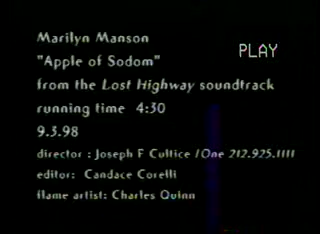 Marilyn Manson
PLAY
"Apple of Sodom"
from the Lost Highway soundtrack
running time 4:30
9.3.98
director : Joseph F Cultice /One 212.925.1111
editor: Candace Corelli
flame artist: Charles Quinn